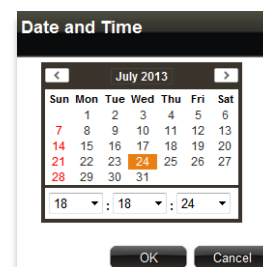 Date and Time
< July 2013 >
Sun Mon Tue Wed Thu Fri Sat
1 2 3 4 5 6
7 8 9 10 11 12 13
14 15 16 17 18 19 20
21 22 23 24 25 26 27
28 29 30 31
18 : 18 : 24
OK Cancel